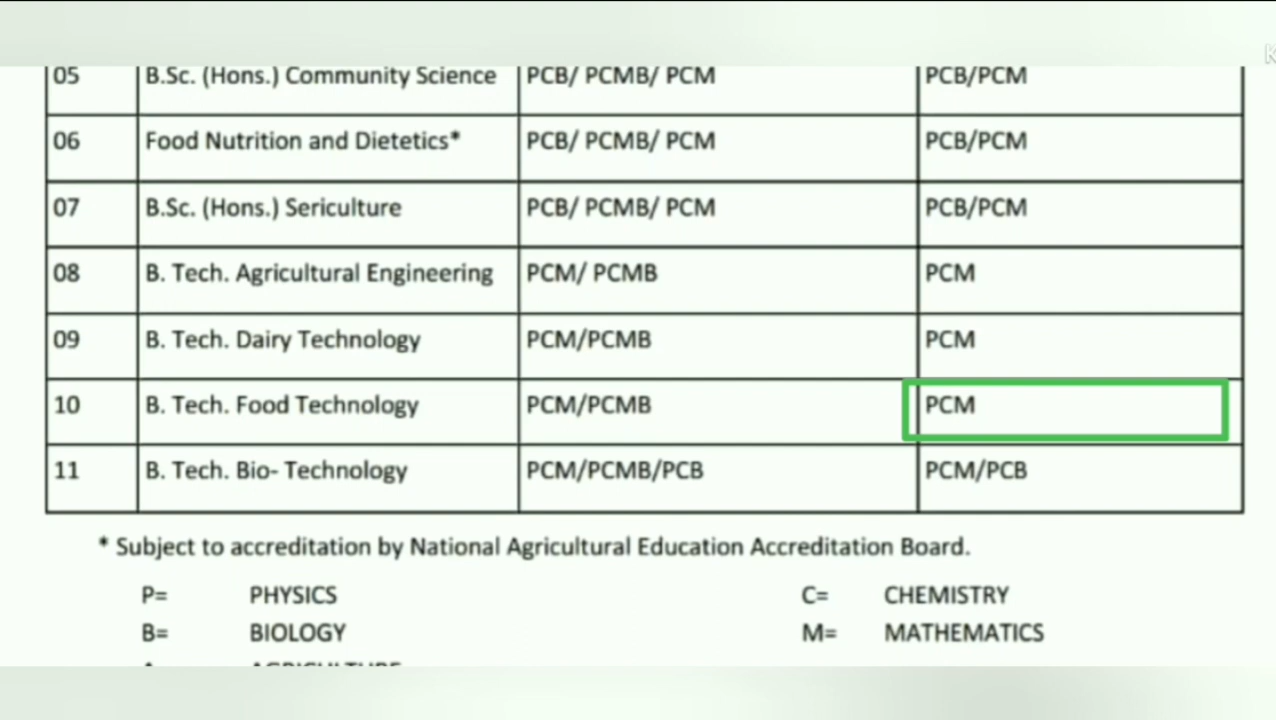 05 B.Sc. (Hons.) Community Science PCB/ PCMB/ PCM PCB/PCM
06 Food Nutrition and Dietetics* PCB/ PCMB/ PCM PCB/PCM
07 B.Sc. (Hons.) Sericulture PCB/ PCMB/ PCM PCB/PCM
08 B. Tech. Agricultural Engineering PCM/ PCMB PCM
09 B. Tech. Dairy Technology PCM/PCMB PCM
10 B. Tech. Food Technology PCM/PCMB PCM
11 B. Tech. Bio- Technology PCM/PCMB/PCB PCM/PCB
* Subject to accreditation by National Agricultural Education Accreditation Board.
P= PHYSICS C= CHEMISTRY
B= BIOLOGY M= MATHEMATICS